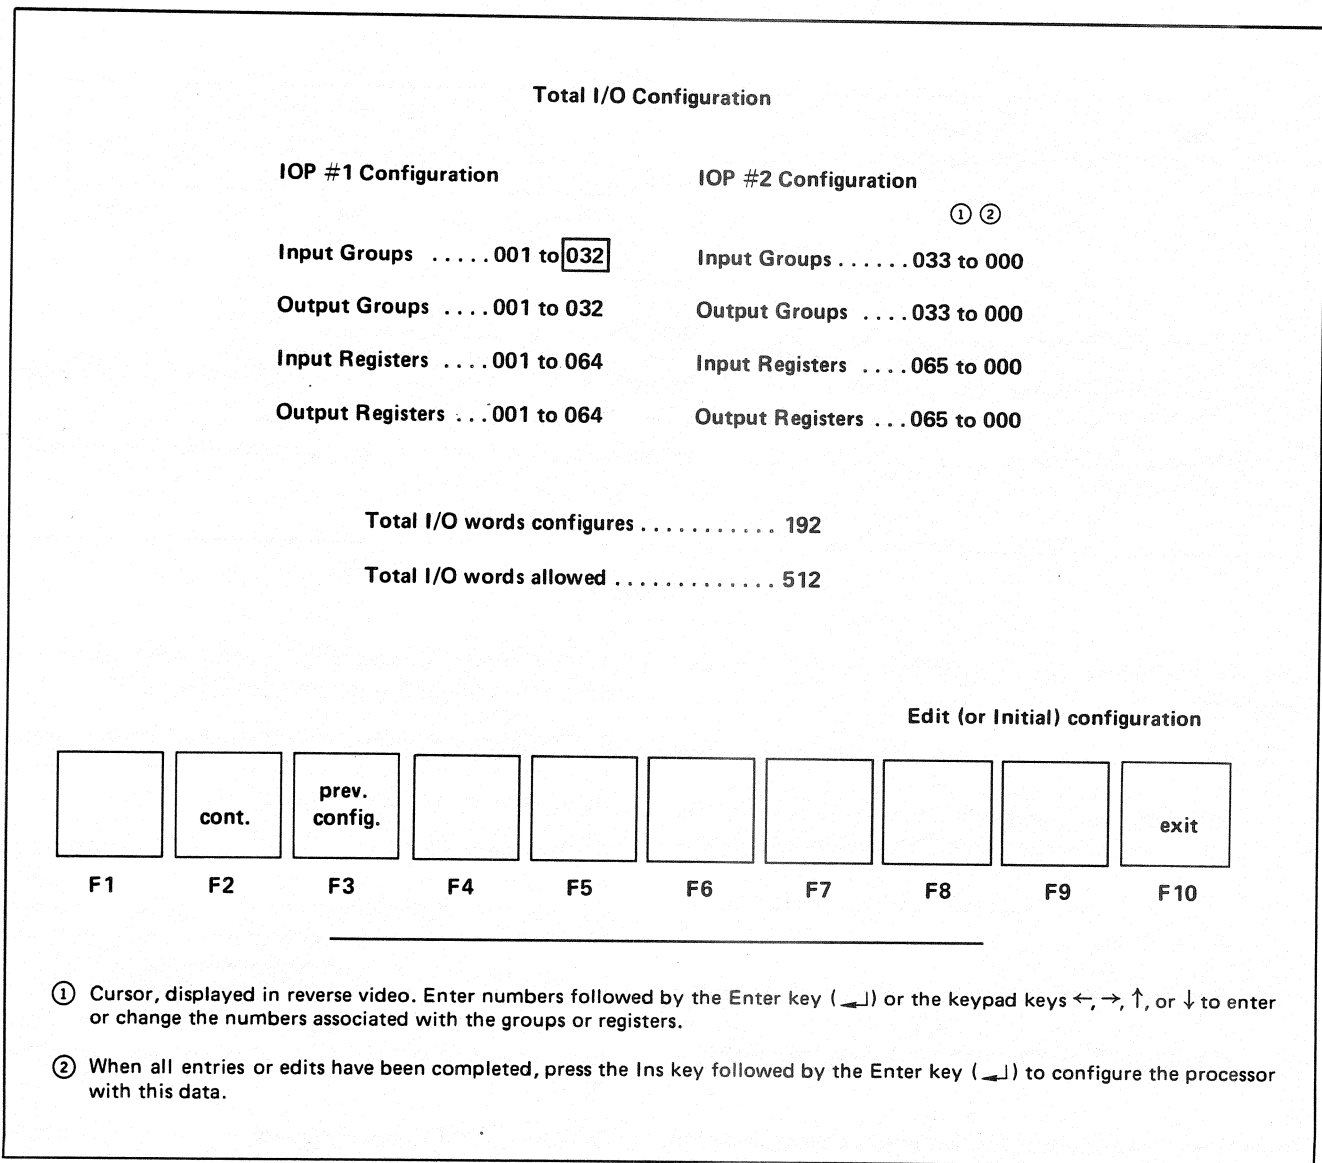 Total I/O Configuration
IOP #1 Configuration
IOP #2 Configuration
① ②
Input Groups ..... 001 to 032
Input Groups ...... 033 to 000
Output Groups .... 001 to 032
Output Groups .... 033 to 000
Input Registers .... 001 to 064
Input Registers .... 065 to 000
Output Registers ... 001 to 064
Output Registers ... 065 to 000
Total I/O words configures ........... 192
Total I/O words allowed ............. 512
Edit (or Initial) configuration
cont.
prev.
config.
exit
F1 F2 F3 F4 F5 F6 F7 F8 F9 F10
① Cursor, displayed in reverse video. Enter numbers followed by the Enter key (↵) or the keypad keys ←, →, ↑, or ↓ to enter
or change the numbers associated with the groups or registers.
② When all entries or edits have been completed, press the Ins key followed by the Enter key (↵) to configure the processor
with this data.